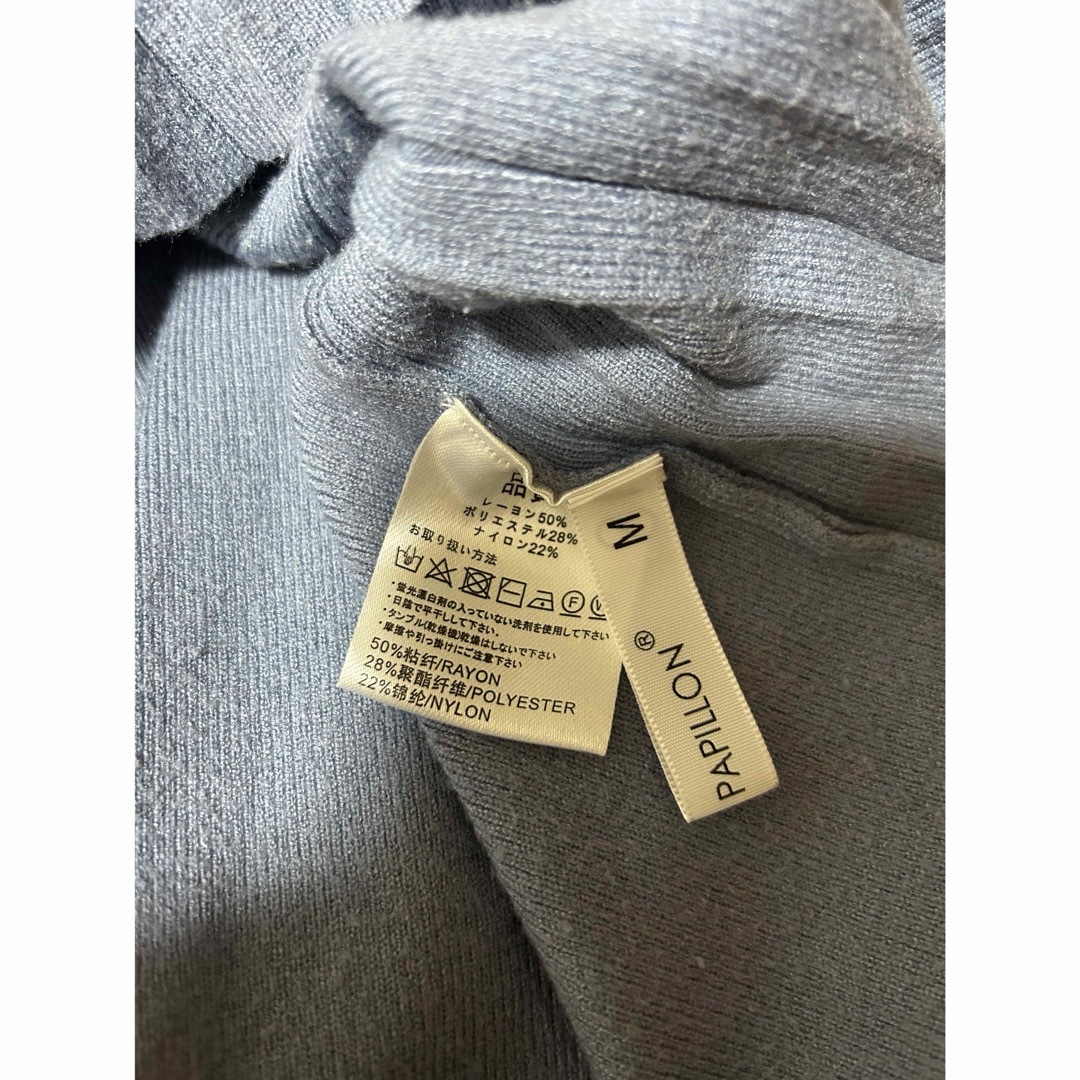 品
レーヨン50%
ポリエステル28%
ナイロン22%
お取り扱い方法
F
・蛍光漂白剤の入っていない洗剤を使用して下さい
・日陰で平干しして下さい。
・タンブル(乾燥機)乾燥はしないで下さい
・摩擦や引っ掛けにご注意下さい
50%粘纤/RAYON
28%聚酯纤维/POLYESTER
22%锦纶/NYLON
M
PAPILLON®